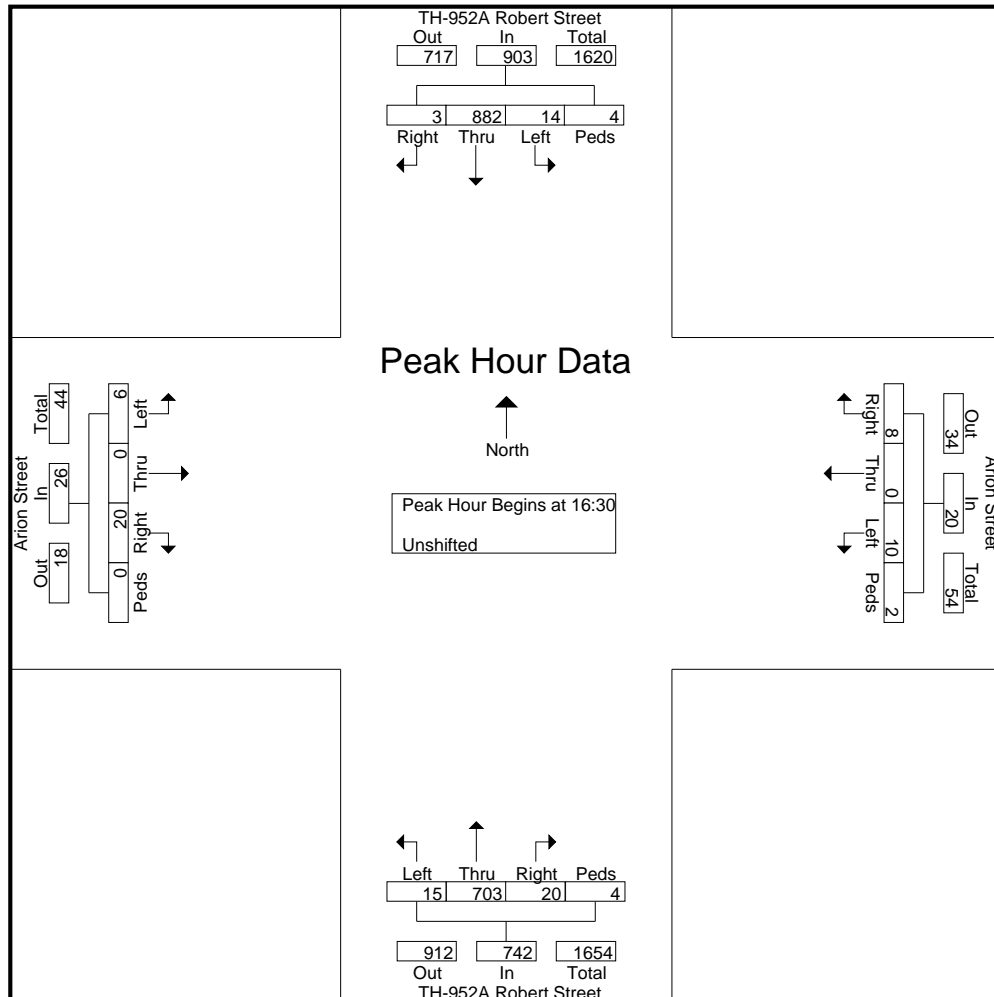 TH-952A Robert Street
Out In Total
717 903 1620
3 882 14 4
Right Thru Left Peds
Peak Hour Data
North
Peak Hour Begins at 16:30
Unshifted
Arion Street
Total In Out
44 26 18
6 0 20 0
Left Thru Right Peds
Arion Street
Out In Total
34 20 54
8 0 10 2
Right Thru Left Peds
Left Thru Right Peds
15 703 20 4
912 742 1654
Out In Total
TH-952A Robert Street